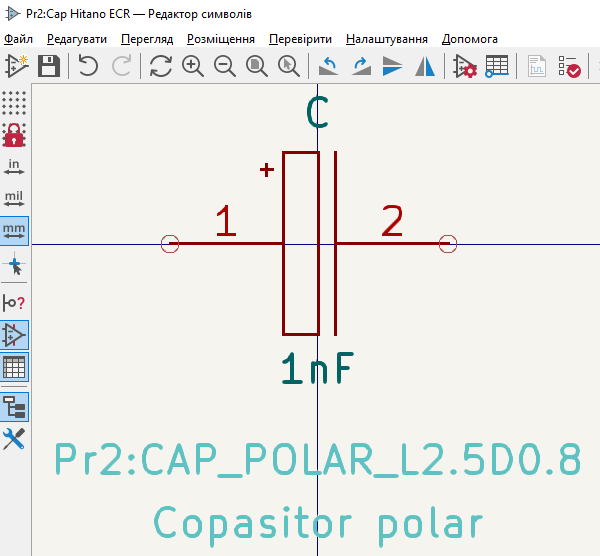 Pr2:Cap Hitano ECR — Редактор символів
Файл Редагувати Перегляд Розміщення Перевірити Налаштування Допомога
in
mil
mm
C
+
1 2
1nF
Pr2:CAP_POLAR_L2.5D0.8
Copasitor polar